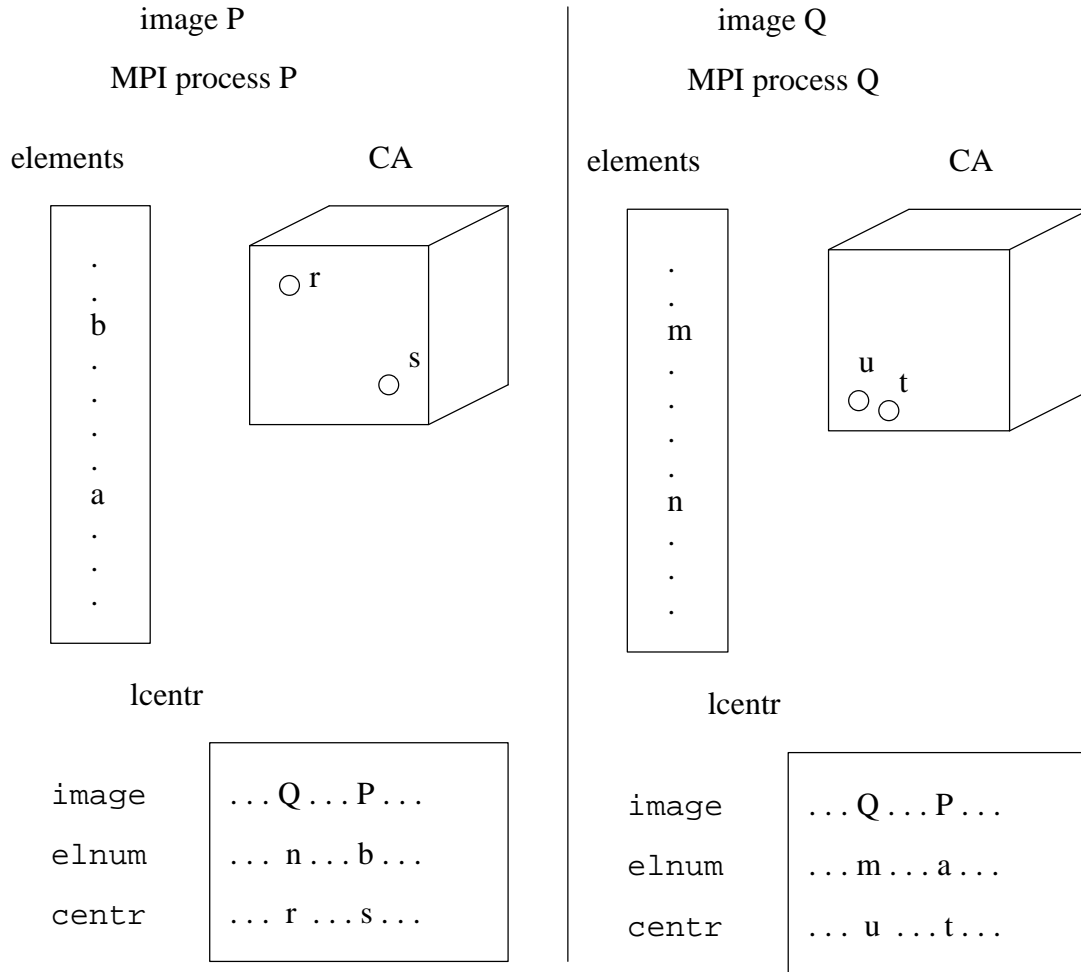 image P
MPI process P
elements CA
.
.
b
.
.
.
.
a
.
.
.
r
s
lcentr
image . . . Q . . . P . . .
elnum . . . n . . . b . . .
centr . . . r . . . s . . .
image Q
MPI process Q
elements CA
.
.
m
.
.
.
.
n
.
.
.
u
t
lcentr
image . . . Q . . . P . . .
elnum . . . m . . . a . . .
centr . . . u . . . t . . .